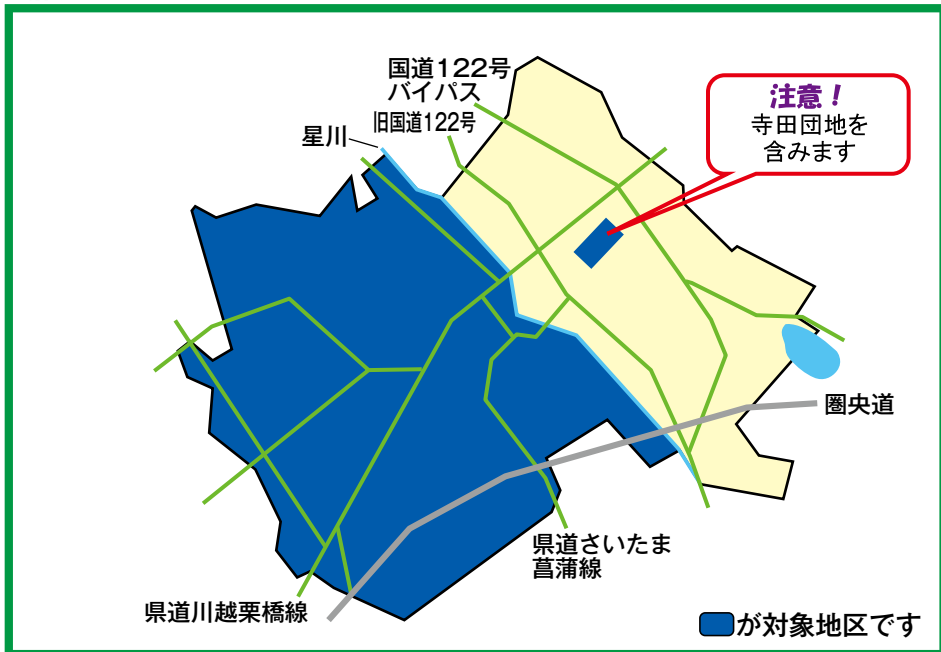 国道122号
バイパス
旧国道122号
星川
注意！
寺田団地を
含みます
圏央道
県道さいたま
菖蒲線
県道川越栗橋線
が対象地区です